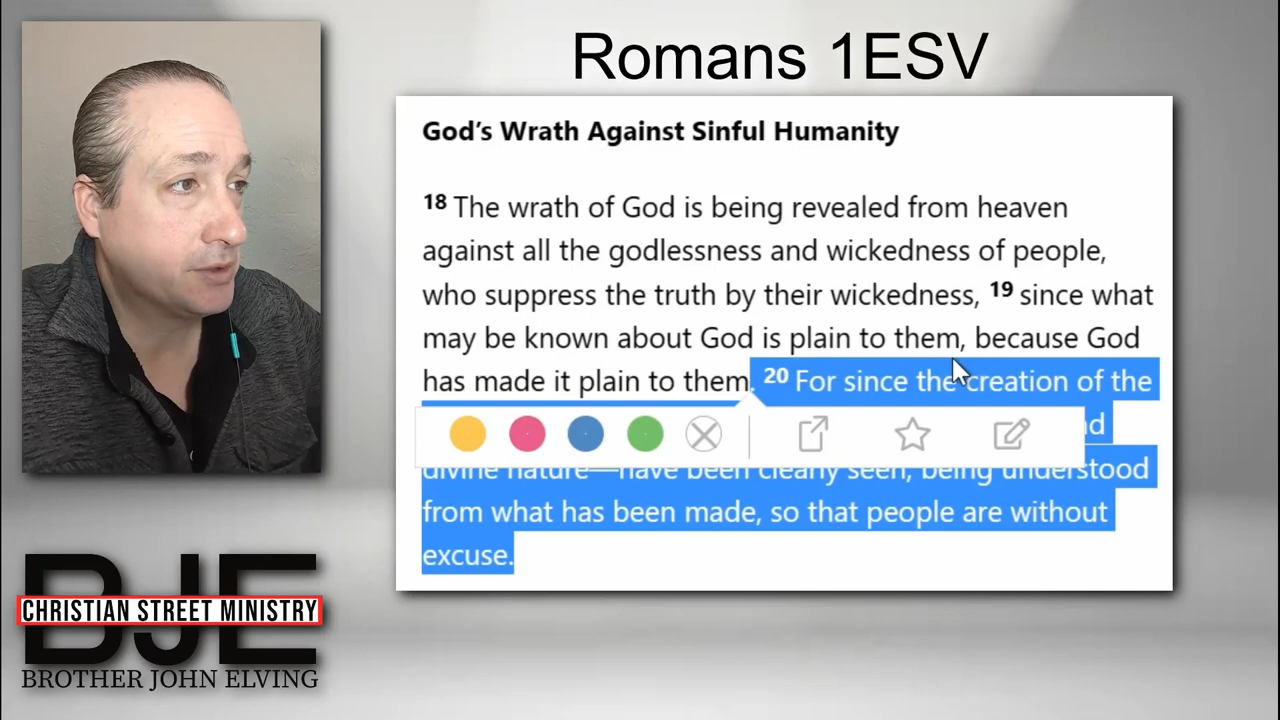 Romans 1ESV
God's Wrath Against Sinful Humanity
18 The wrath of God is being revealed from heaven
against all the godlessness and wickedness of people,
who suppress the truth by their wickedness, 19 since what
may be known about God is plain to them, because God
has made it plain to them. 20 For since the creation of the
divine nature—have been clearly seen, being understood
from what has been made, so that people are without
excuse.
BJE
CHRISTIAN STREET MINISTRY
BROTHER JOHN ELVING